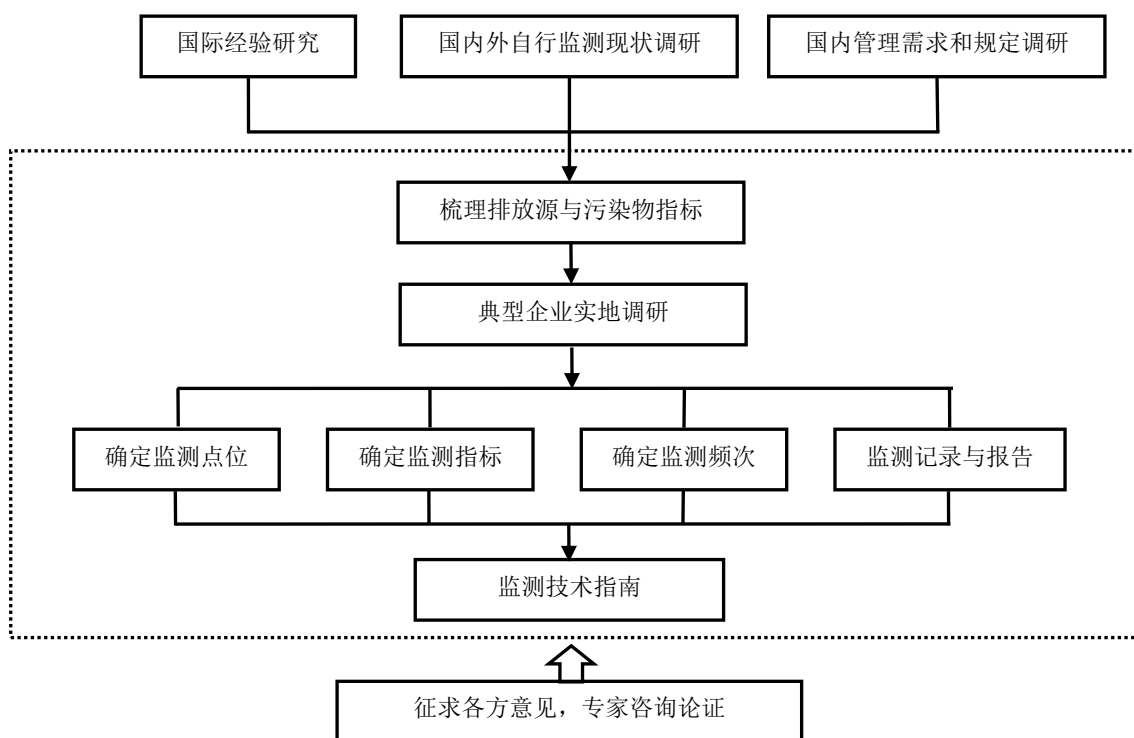 国际经验研究
国内外自行监测现状调研
国内管理需求和规定调研
梳理排放源与污染物指标
典型企业实地调研
确定监测点位
确定监测指标
确定监测频次
监测记录与报告
监测技术指南
征求各方意见，专家咨询论证